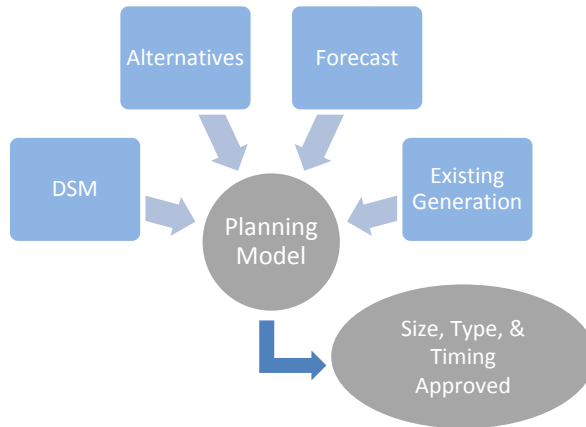 Alternatives
Forecast
DSM
Existing
Generation
Planning
Model
Size, Type, &
Timing
Approved